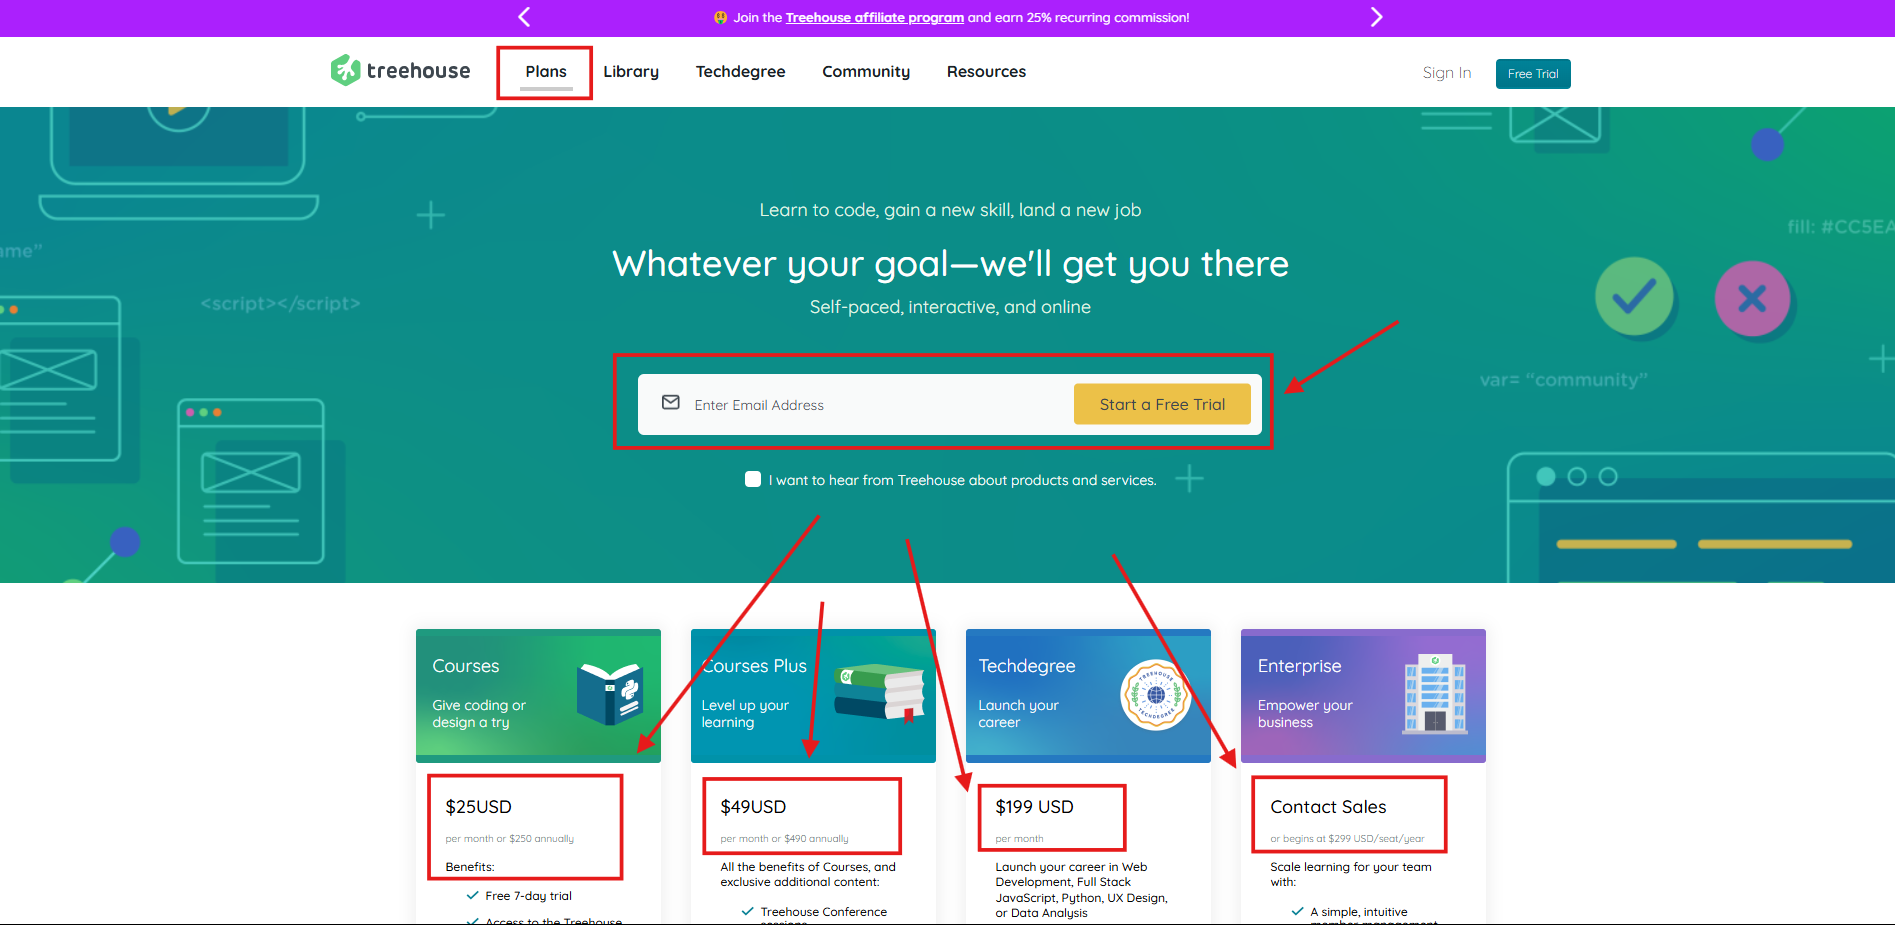 Join the Treehouse affiliate program and earn 25% recurring commission!
treehouse
Plans
Library
Techdegree
Community
Resources
Sign In
Free Trial
Learn to code, gain a new skill, land a new job
Whatever your goal—we'll get you there
Self-paced, interactive, and online
Enter Email Address
Start a Free Trial
I want to hear from Treehouse about products and services.
ame"
<script></script>
fill: #CC5EA
var= “community”
Courses
Give coding or
design a try
$25USD
per month or $250 annually
Benefits:
Free 7-day trial
Access to the Treehouse
Courses Plus
Level up your
learning
$49USD
per month or $490 annually
All the benefits of Courses, and
exclusive additional content:
Treehouse Conference
sessions
Techdegree
Launch your
career
TREEHOUSE
TECHDEGREE
$199 USD
per month
Launch your career in Web
Development, Full Stack
JavaScript, Python, UX Design,
or Data Analysis
Enterprise
Empower your
business
Contact Sales
or begins at $299 USD/seat/year
Scale learning for your team
with:
A simple, intuitive
member management